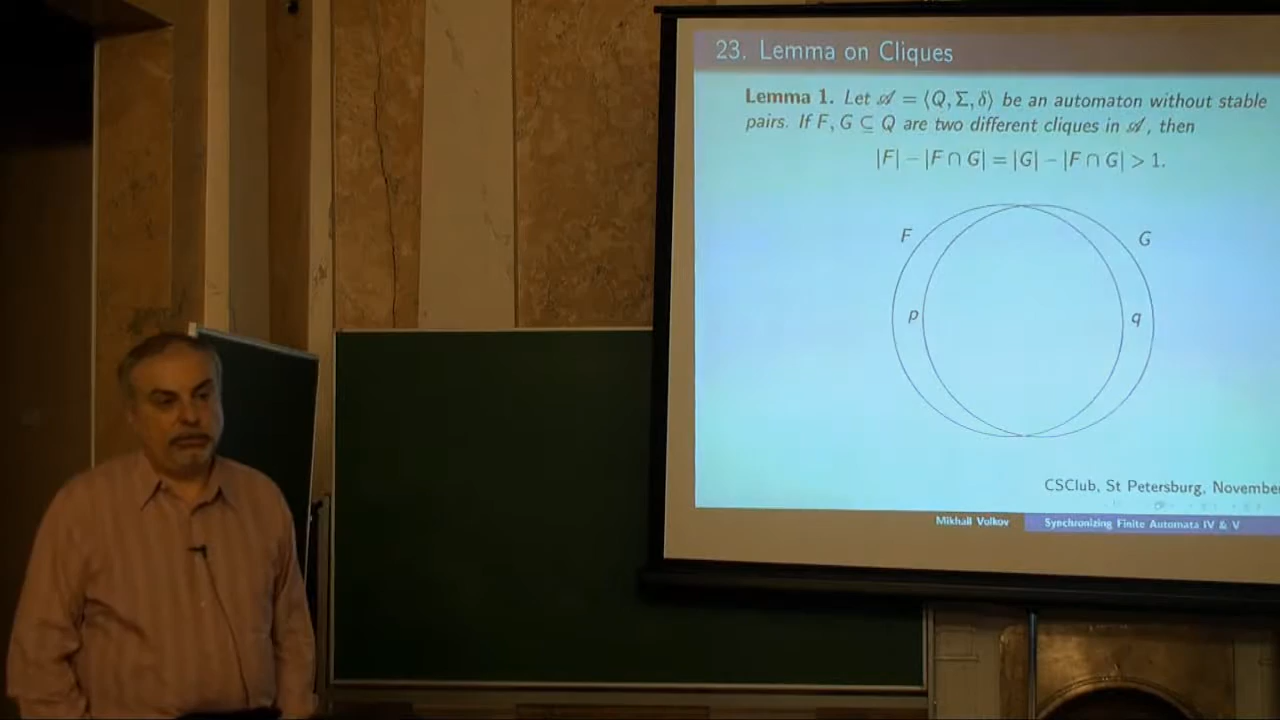 23. Lemma on Cliques
Lemma 1. Let 𝒜 = ⟨Q, Σ, δ⟩ be an automaton without stable
pairs. If F, G ⊆ Q are two different cliques in 𝒜, then
|F| − |F ∩ G| = |G| − |F ∩ G| > 1.
F
G
p
q
CSClub, St Petersburg, November
Mikhail Volkov
Synchronizing Finite Automata IV & V